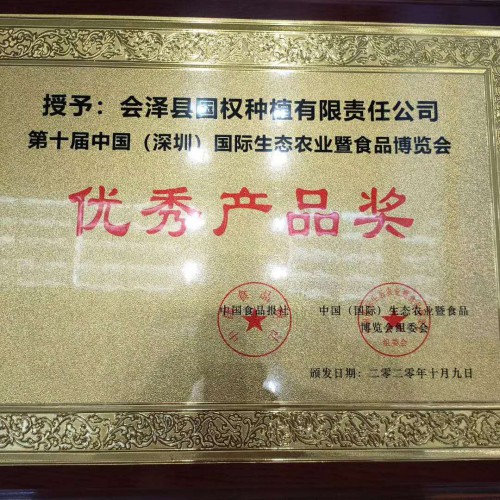 授予：会泽县国权种植有限责任公司
第十届中国（深圳）国际生态农业暨食品博览会
优秀产品奖
中国食品报社
中国（国际）生态农业暨食品
博览会组委会
组委会
颁发日期：二零二零年十月九日